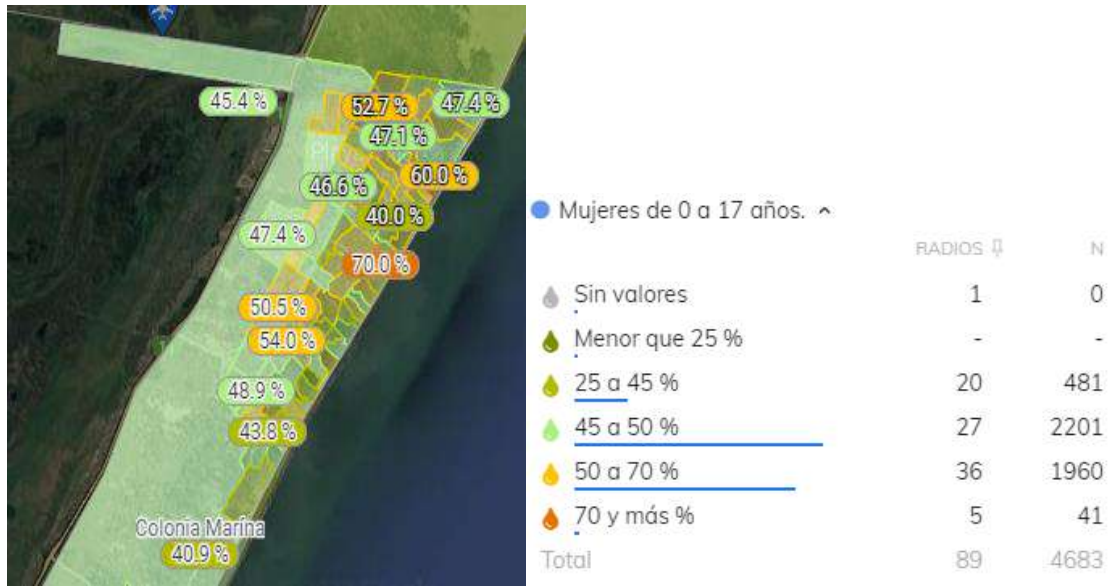 45.4 %
52.7 %
47.4 %
47.1 %
60.0 %
46.6 %
40.0 %
47.4 %
70.0 %
50.5 %
54.0 %
48.9 %
43.8 %
Colonia Marina
40.9 %
Mujeres de 0 a 17 años.
RADIOS N
Sin valores 1 0
Menor que 25 % - -
25 a 45 % 20 481
45 a 50 % 27 2201
50 a 70 % 36 1960
70 y más % 5 41
Total 89 4683